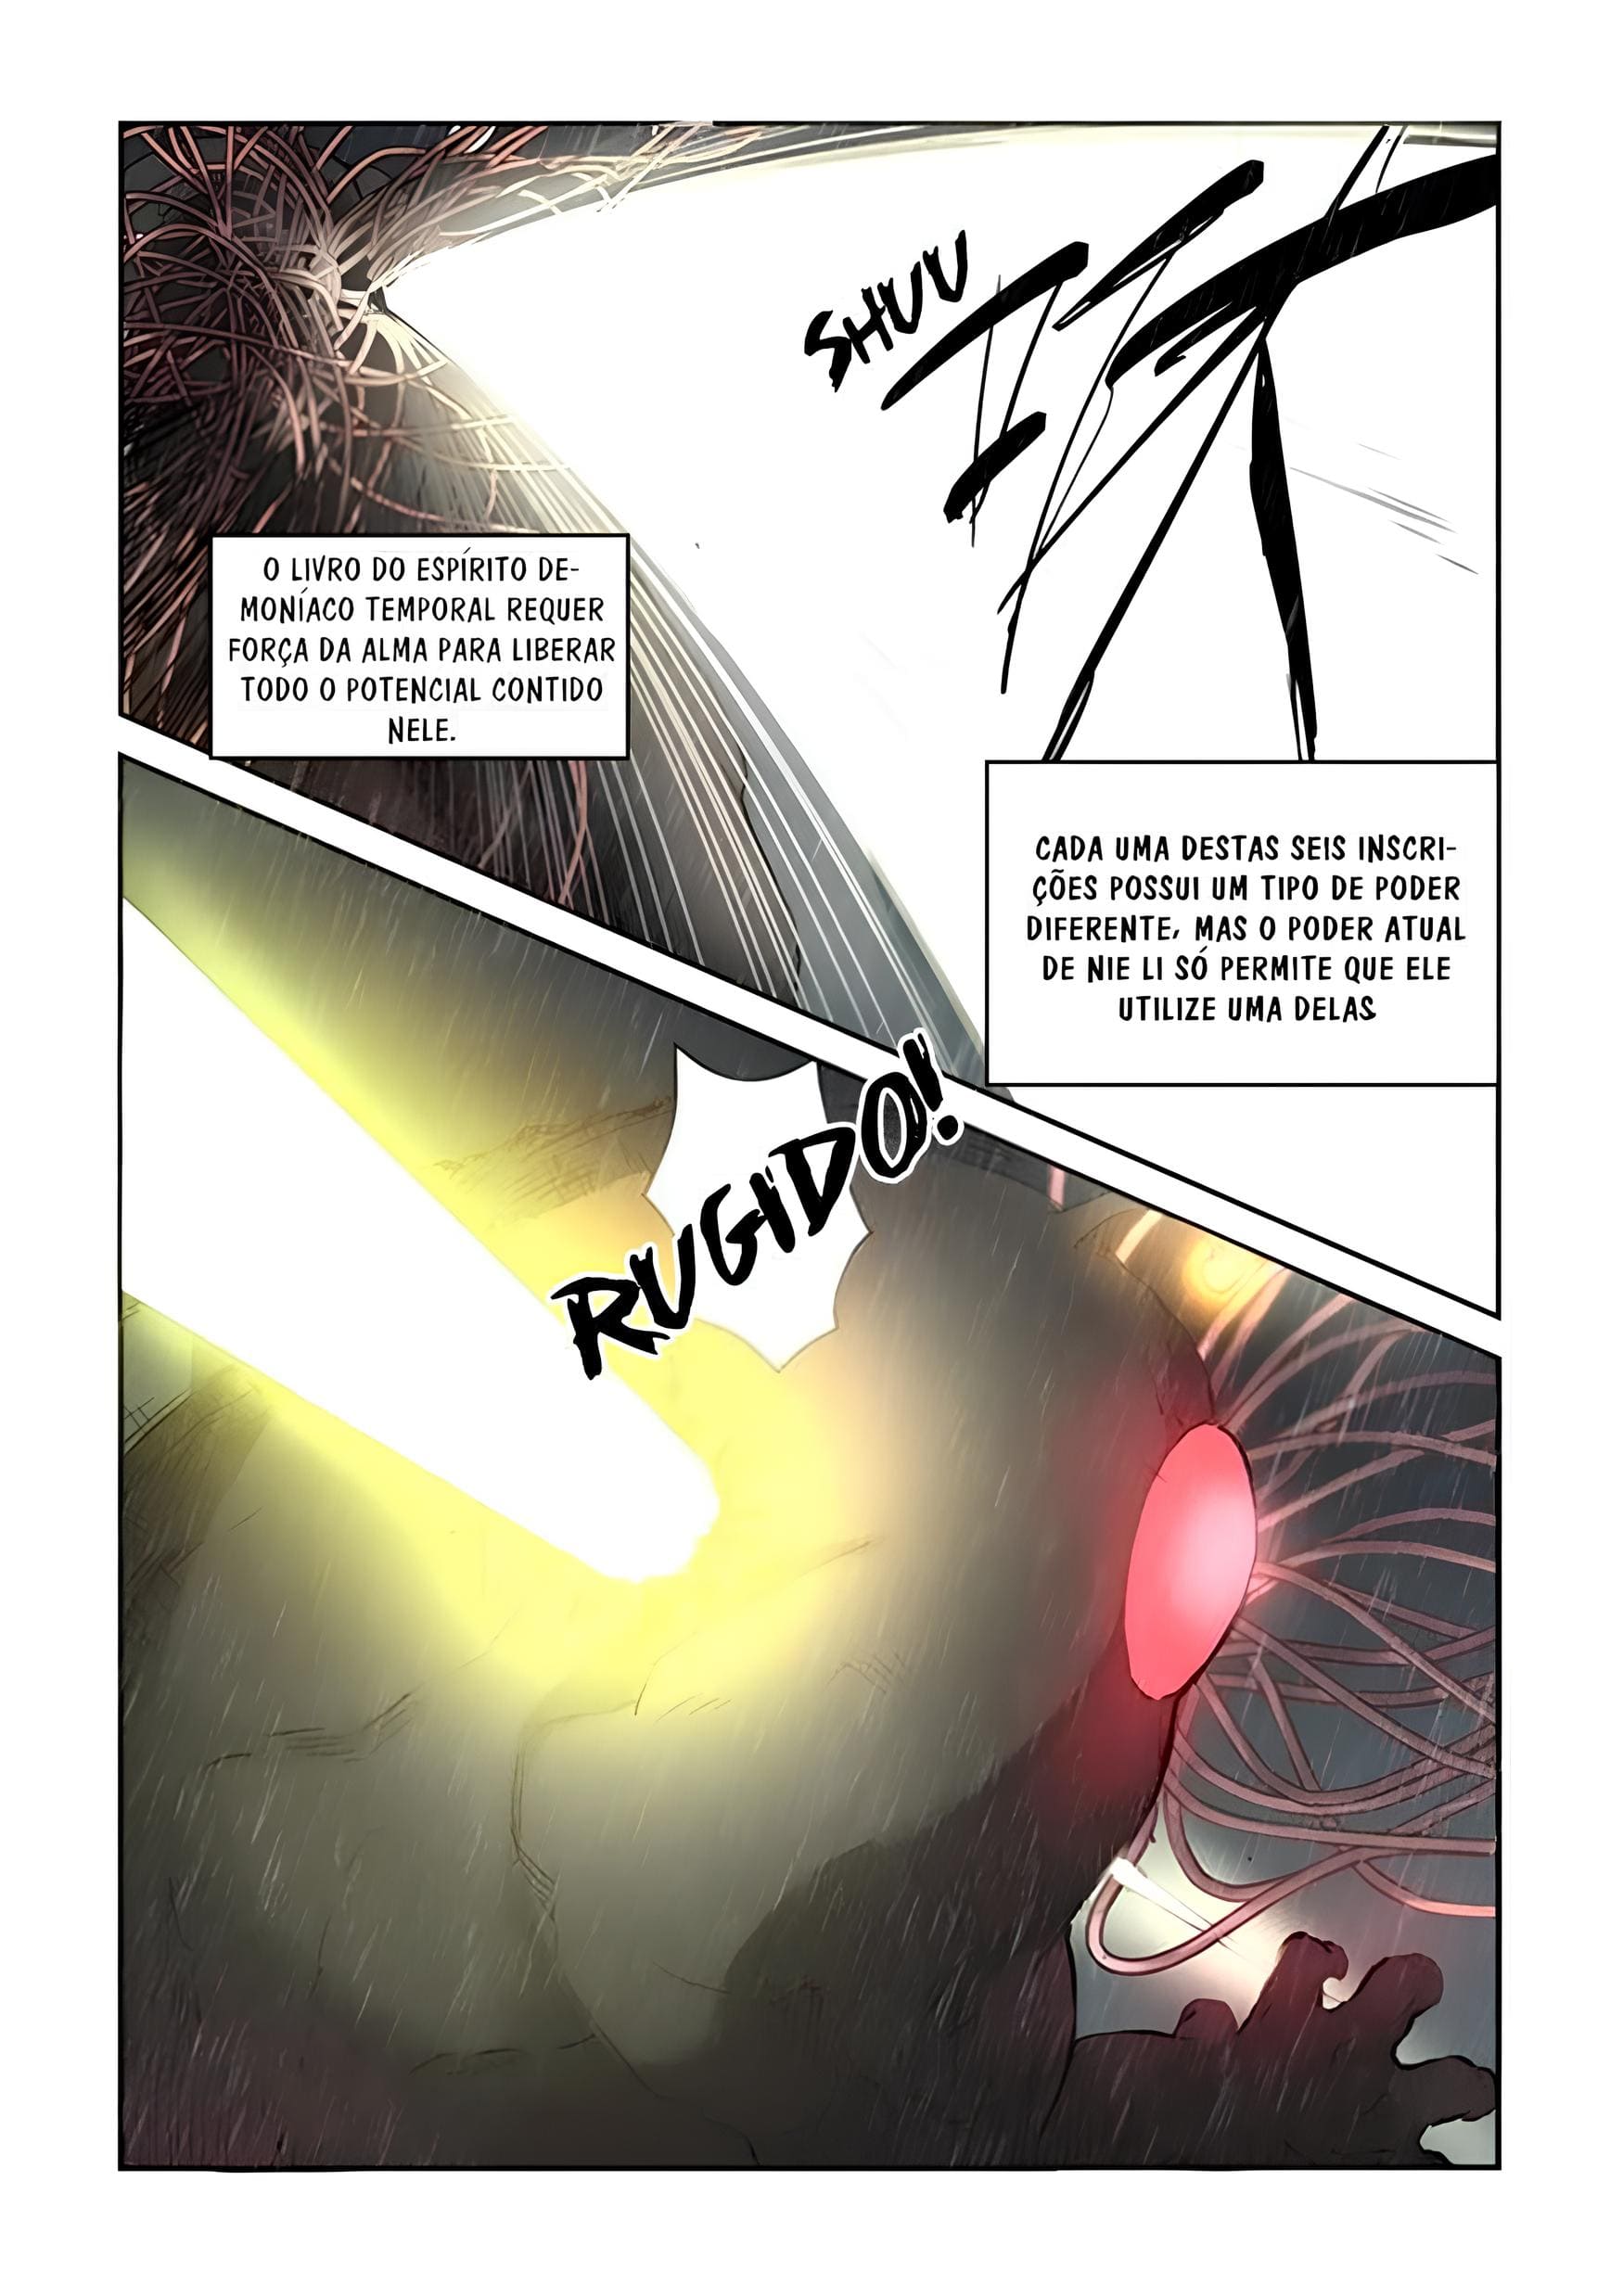 SHUU
O LIVRO DO ESPÍRITO DE-
MONÍACO TEMPORAL REQUER
FORÇA DA ALMA PARA LIBERAR
TODO O POTENCIAL CONTIDO
NELE.
CADA UMA DESTAS SEIS INSCRI-
ÇÕES POSSUI UM TIPO DE PODER
DIFERENTE, MAS O PODER ATUAL
DE NIE LI SÓ PERMITE QUE ELE
UTILIZE UMA DELAS
RUGIDO!